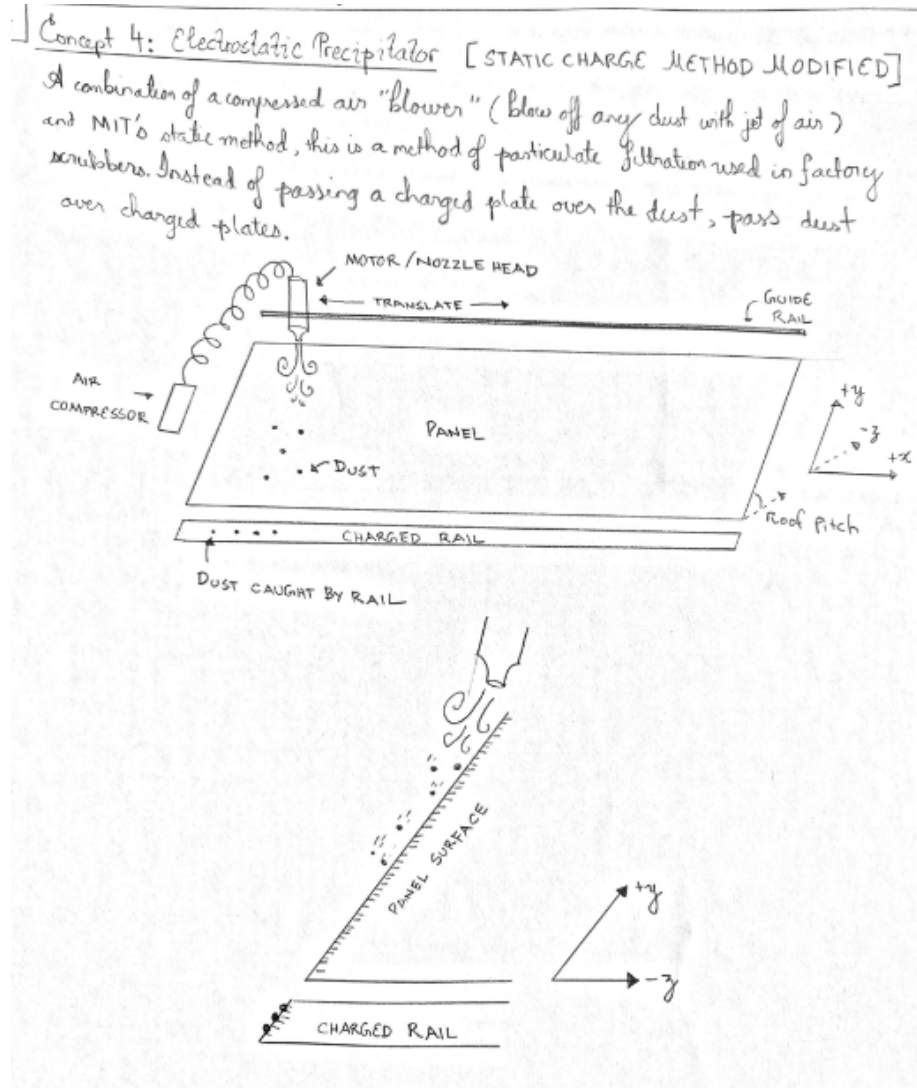 Concept 4: Electrostatic Precipitator [STATIC CHARGE METHOD MODIFIED]
A combination of a compressed air "blower" (blow off any dust with jet of air)
and MIT's static method, this is a method of particulate filtration used in factory
scrubbers. Instead of passing a charged plate over the dust, pass dust
over charged plates.
MOTOR/NOZZLE HEAD
TRANSLATE
GUIDE
RAIL
AIR
COMPRESSOR
PANEL
DUST
+y
-z
+x
Roof Pitch
CHARGED RAIL
DUST CAUGHT BY RAIL
PANEL SURFACE
+y
-z
CHARGED RAIL